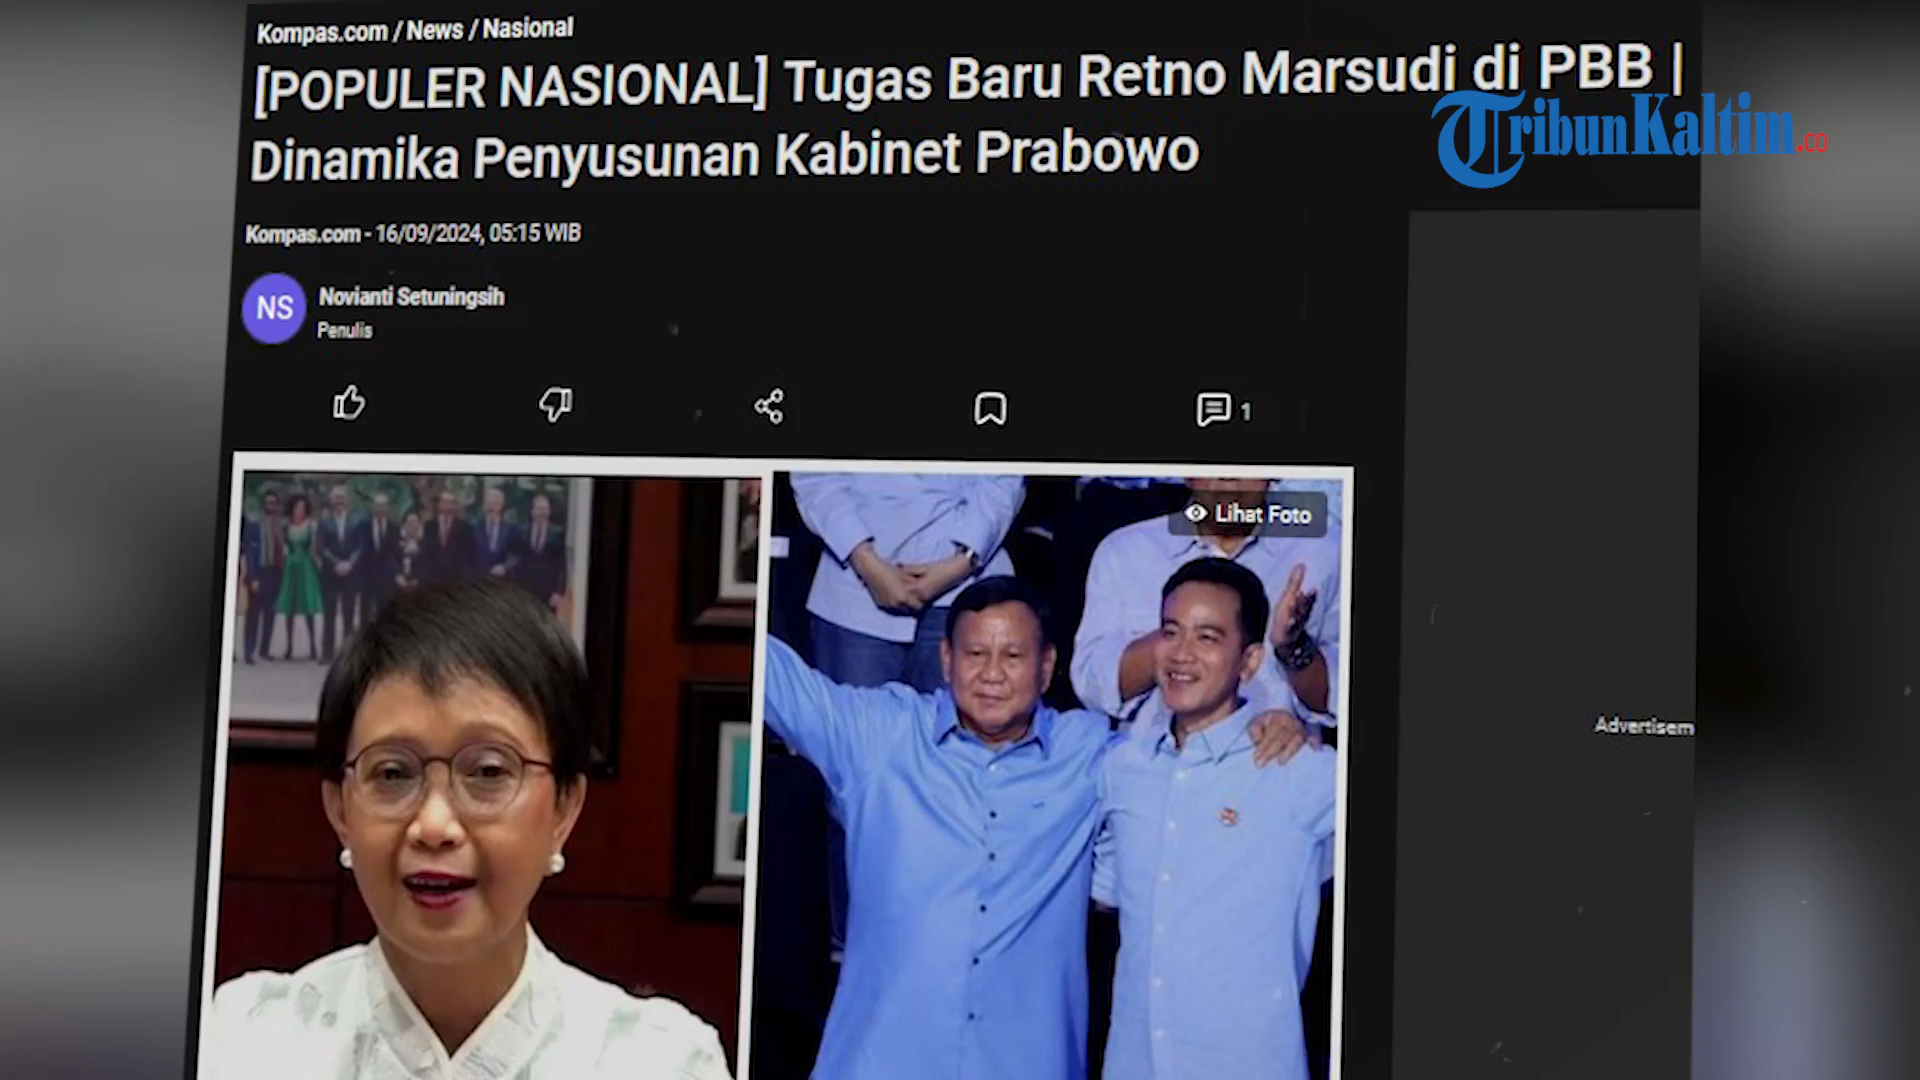 Kompas.com / News / Nasional
[POPULER NASIONAL] Tugas Baru Retno Marsudi di PBB |
Dinamika Penyusunan Kabinet Prabowo
TribunKaltim.co
Kompas.com - 16/09/2024, 05:15 WIB
NS
Novianti Setuningsih
Penulis
1
Lihat Foto
Advertisem